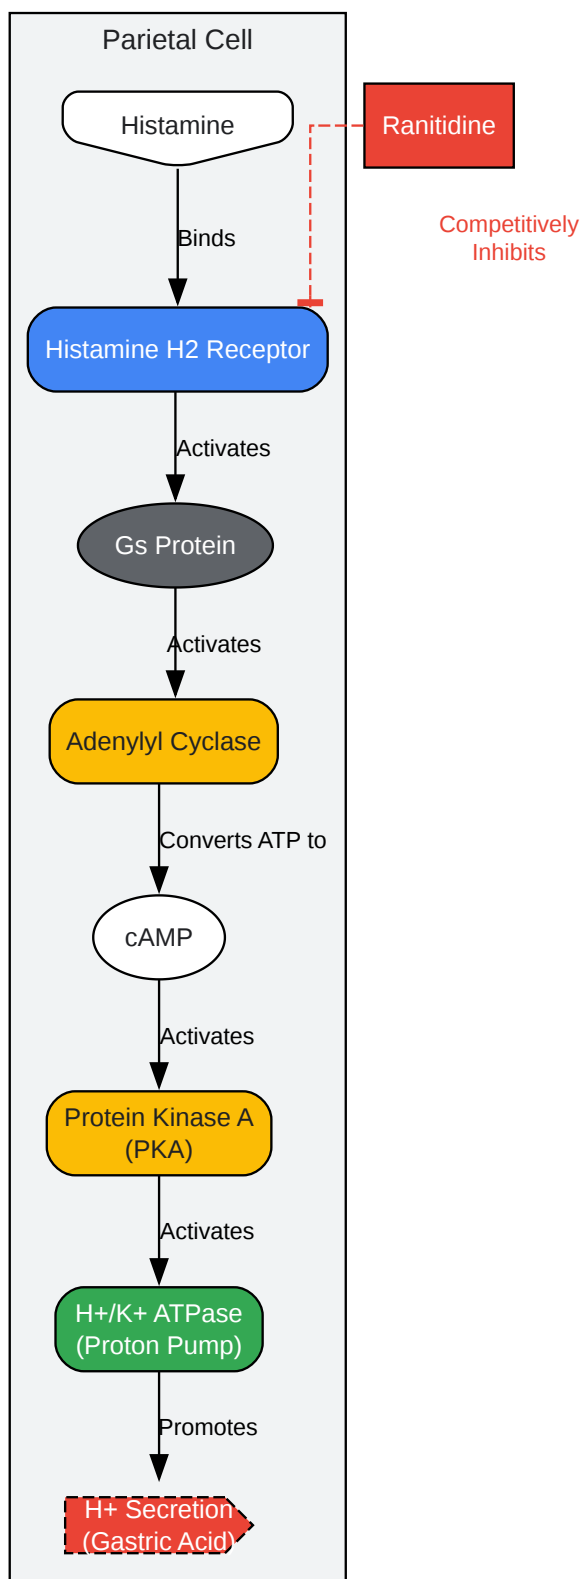 Parietal Cell
Histamine
Ranitidine
Competitively
Inhibits
Binds
Histamine H2 Receptor
Activates
Gs Protein
Activates
Adenylyl Cyclase
Converts ATP to
cAMP
Activates
Protein Kinase A
(PKA)
Activates
H+/K+ ATPase
(Proton Pump)
Promotes
H+ Secretion
(Gastric Acid)